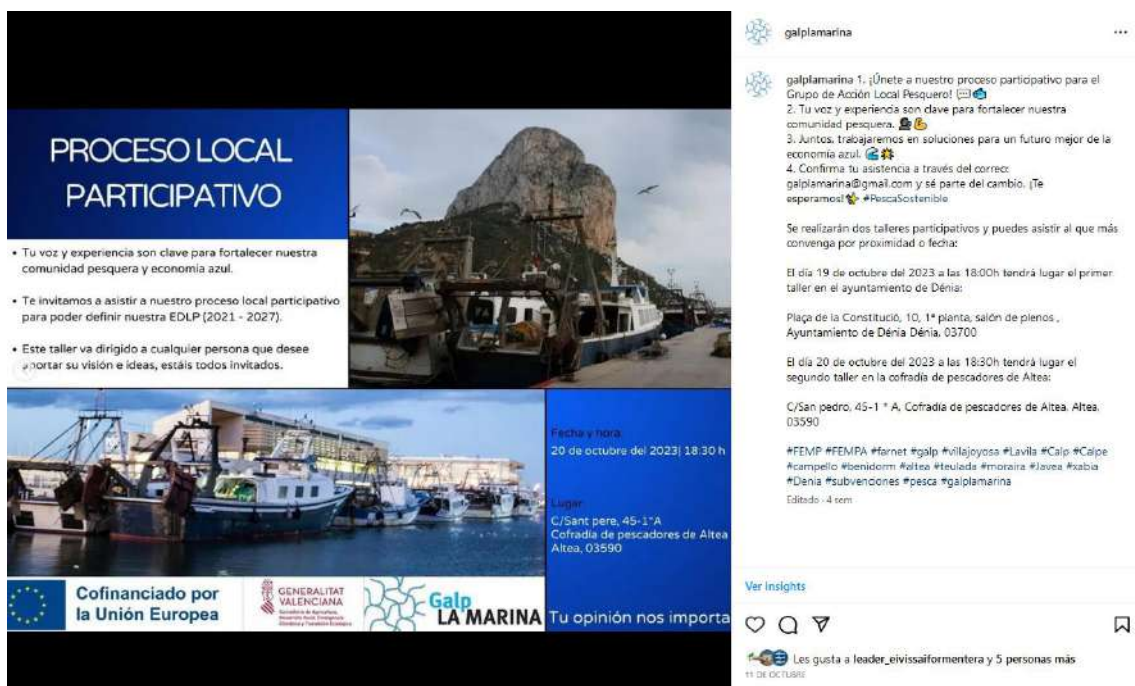 PROCESO LOCAL
PARTICIPATIVO
• Tu voz y experiencia son clave para fortalecer nuestra
comunidad pesquera y economía azul.
• Te invitamos a asistir a nuestro proceso local participativo
para poder definir nuestra EDLP (2021 - 2027).
• Este taller va dirigido a cualquier persona que desee
aportar su visión e ideas, estáis todos invitados.
Fecha y hora:
20 de octubre del 2023| 18:30 h
Lugar:
C/Sant pere, 45-1°A
Cofradía de pescadores de Altea
Altea, 03590
Cofinanciado por
la Unión Europea
GENERALITAT
VALENCIANA
Galp
LA MARINA
Tu opinión nos importa
galplamarina
galplamarina 1. ¡Únete a nuestro proceso participativo para el
Grupo de Acción Local Pesquero! 💬🐟
2. Tu voz y experiencia son clave para fortalecer nuestra
comunidad pesquera. 💪
3. Juntos, trabajaremos en soluciones para un futuro mejor de la
economía azul. 🌊
4. Confirma tu asistencia a través del correo:
galplamarina@gmail.com y sé parte del cambio. ¡Te
esperamos! #PescaSostenible
Se realizarán dos talleres participativos y puedes asistir al que más
convenga por proximidad o fecha:
El día 19 de octubre del 2023 a las 18:00h tendrá lugar el primer
taller en el ayuntamiento de Dénia:
Plaça de la Constitució, 10, 1ª planta, salón de plenos ,
Ayuntamiento de Dénia Dénia, 03700
El día 20 de octubre del 2023 a las 18:30h tendrá lugar el
segundo taller en la cofradía de pescadores de Altea:
C/San pedro, 45-1 ° A, Cofradía de pescadores de Altea. Altea.
03590
#FEMP #FEMPA #farnet #galp #villajoyosa #Lavila #Calp #Calpe
#campello #benidorm #altea #teulada #moraira #Javea #xabia
#Denia #subvenciones #pesca #galplamarina
Editado · 4 sem
Ver insights
Les gusta a leader_eivissaiformentera y 5 personas más
11 DE OCTUBRE